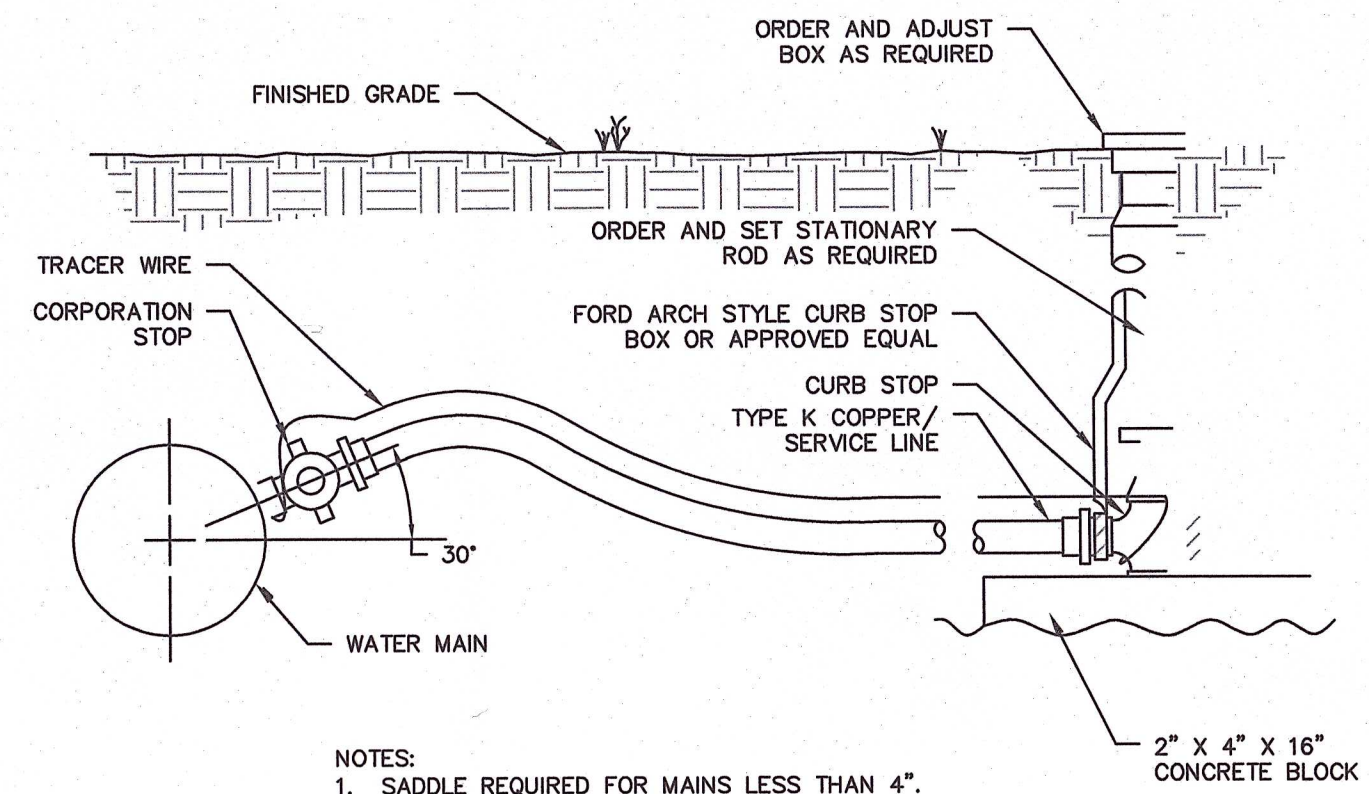 ORDER AND ADJUST
BOX AS REQUIRED
FINISHED GRADE
ORDER AND SET STATIONARY
ROD AS REQUIRED
TRACER WIRE
CORPORATION
STOP
FORD ARCH STYLE CURB STOP
BOX OR APPROVED EQUAL
CURB STOP
TYPE K COPPER/
SERVICE LINE
30°
WATER MAIN
2" X 4" X 16"
CONCRETE BLOCK
NOTES:
1. SADDLE REQUIRED FOR MAINS LESS THAN 4".